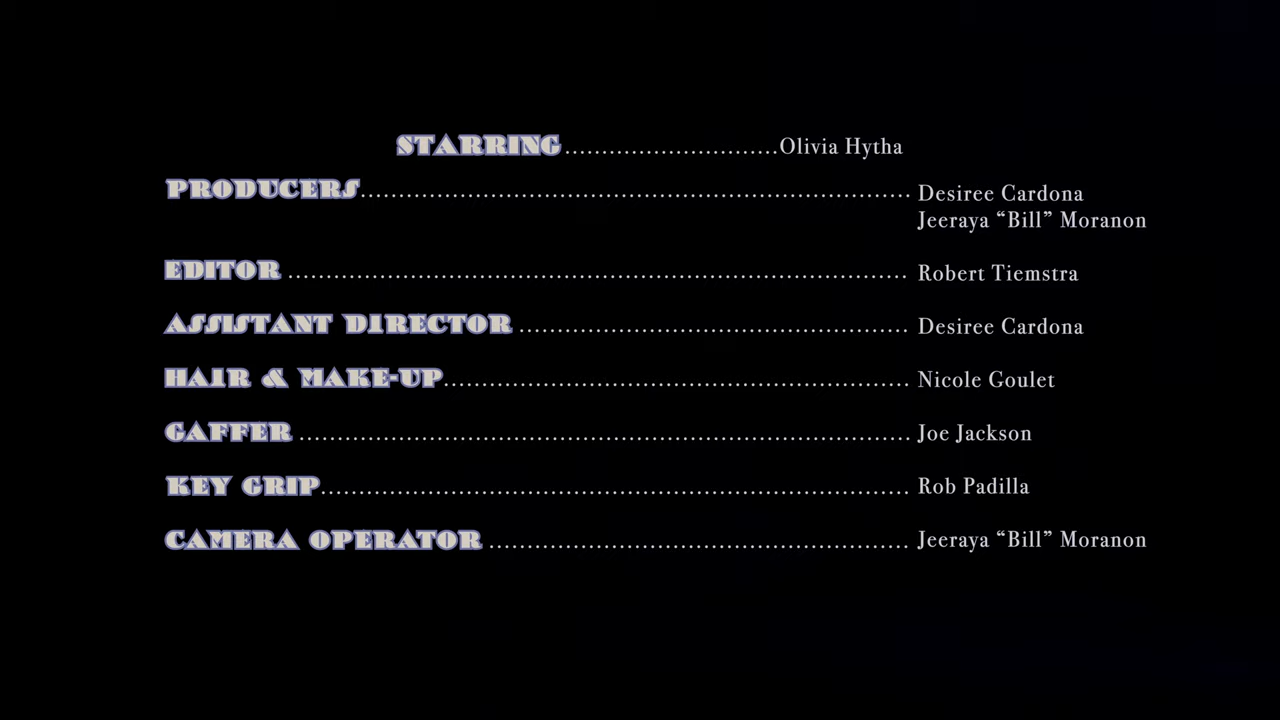 STARRING............................Olivia Hytha
PRODUCERS........................................................................ Desiree Cardona
Jeeraya “Bill” Moranon
EDITOR ................................................................................. Robert Tiemstra
ASSISTANT DIRECTOR ................................................... Desiree Cardona
HAIR & MAKE-UP............................................................. Nicole Goulet
GAFFER ................................................................................ Joe Jackson
KEY GRIP............................................................................. Rob Padilla
CAMERA OPERATOR ....................................................... Jeeraya “Bill” Moranon